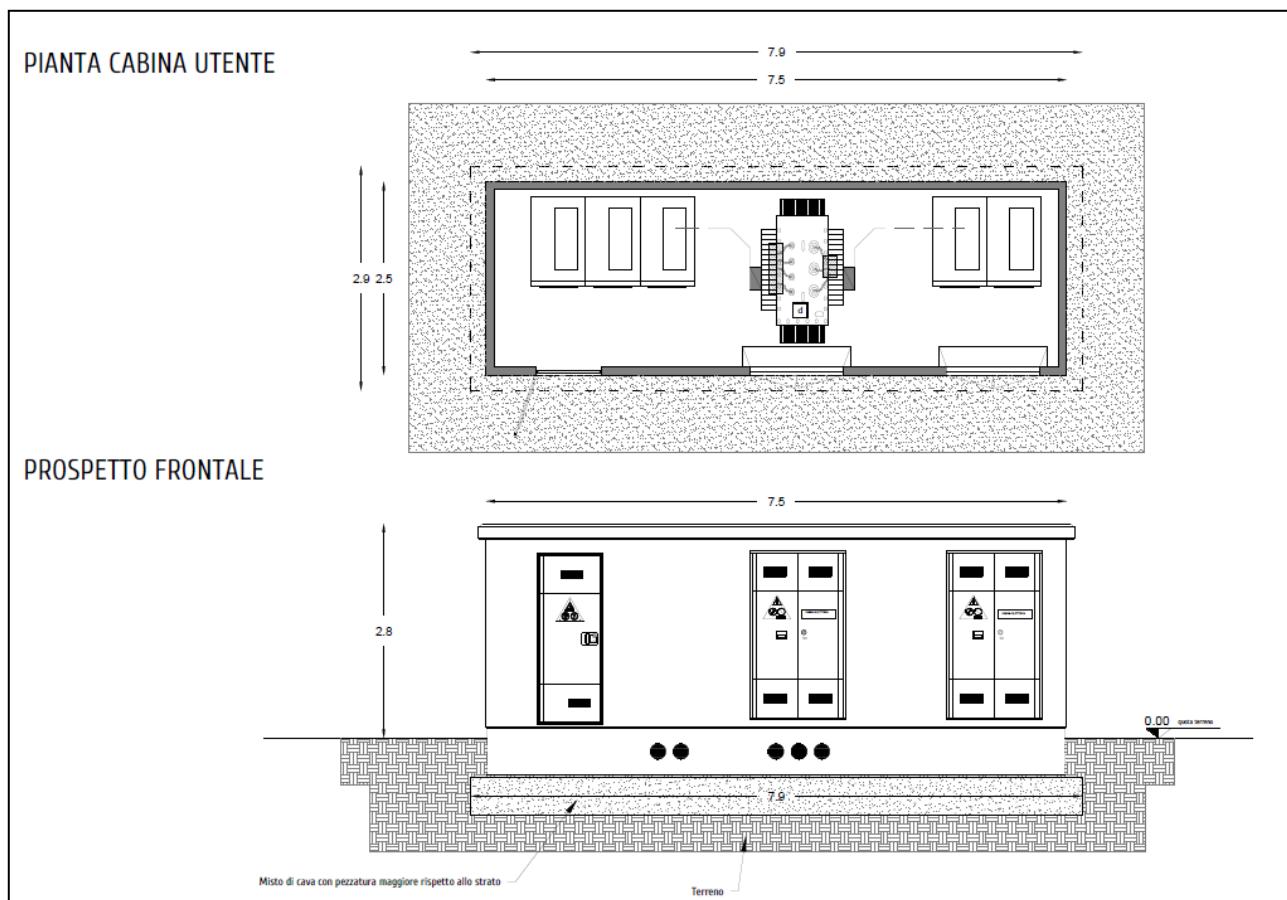 PIANTA CABINA UTENTE
7.9
7.5
2.9
2.5
d
PROSPETTO FRONTALE
7.5
2.8
0.00
quota terreno
7.9
Misto di cava con pezzatura maggiore rispetto allo strato
Terreno